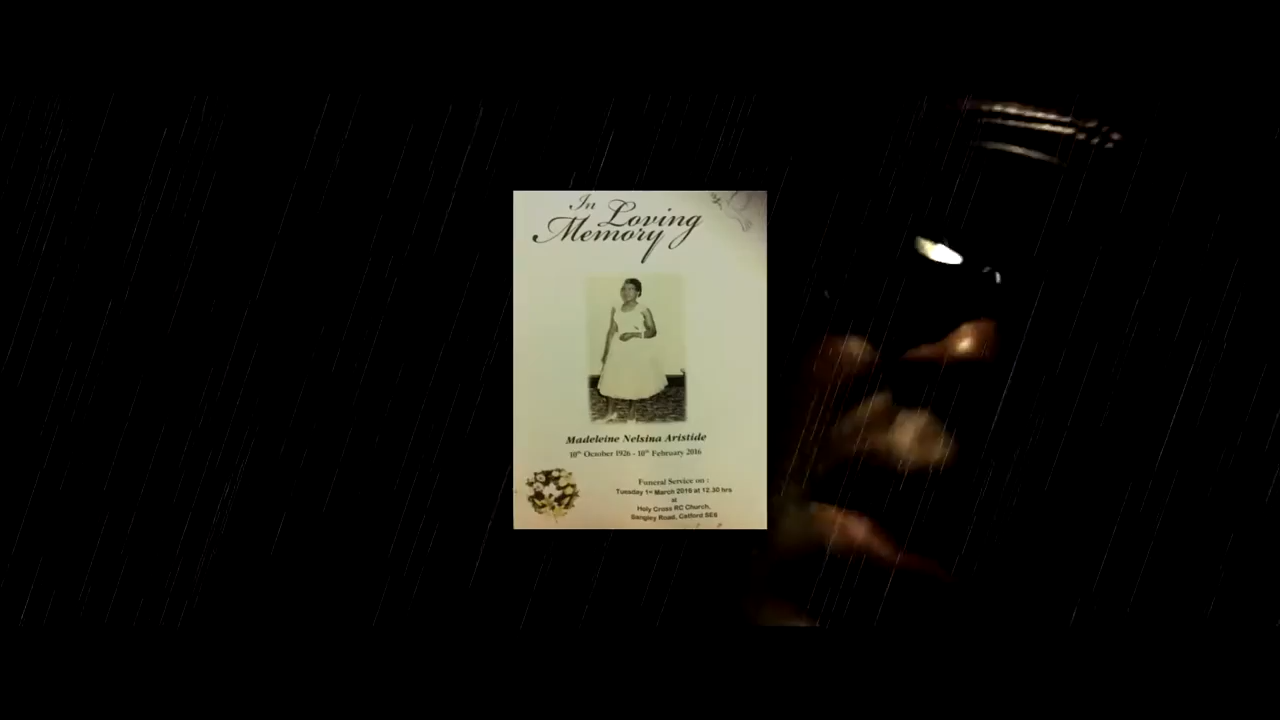 In Loving
Memory
Madeleine Nelsina Aristide
10th October 1926 - 10th February 2016
Funeral Service on :
Tuesday 1st March 2016 at 12.30 hrs
at
Holy Cross RC Church,
Sangley Road, Catford SE6